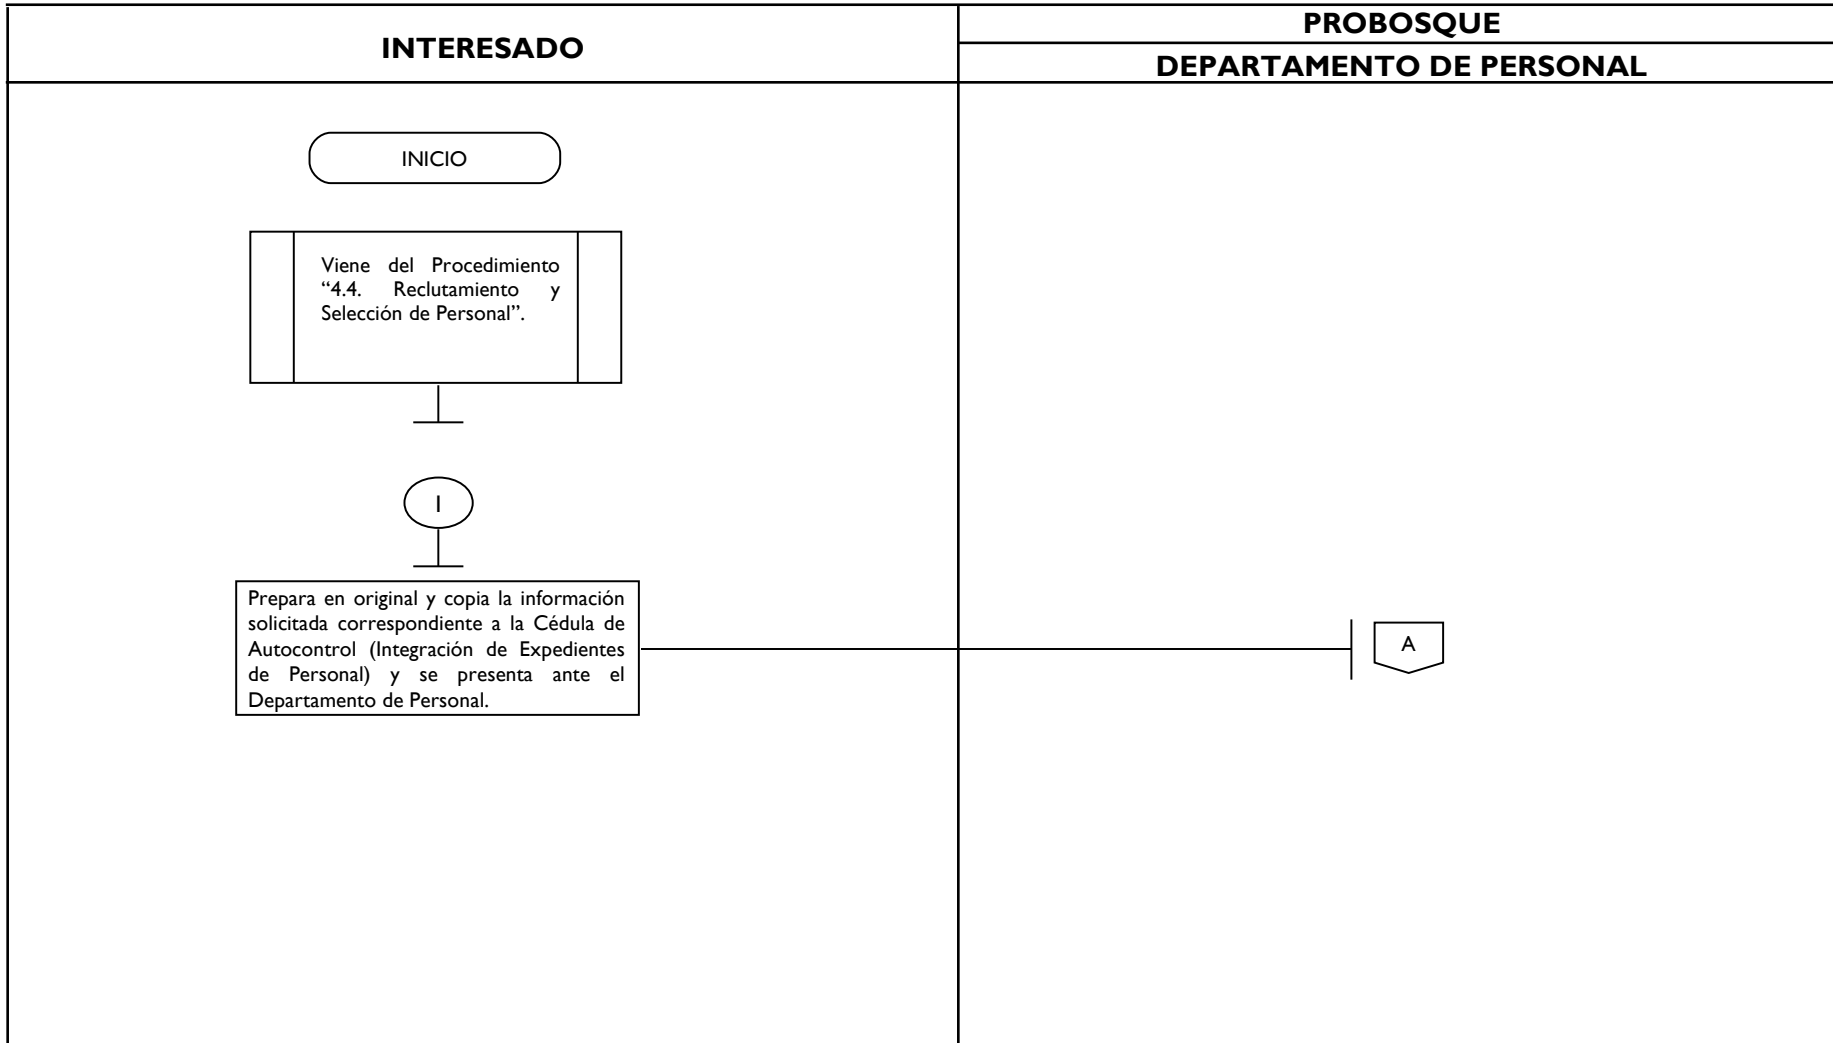 INTERESADO
PROBOSQUE
DEPARTAMENTO DE PERSONAL
INICIO
Viene del Procedimiento
“4.4. Reclutamiento y
Selección de Personal”.
1
Prepara en original y copia la información
solicitada correspondiente a la Cédula de
Autocontrol (Integración de Expedientes
de Personal) y se presenta ante el
Departamento de Personal.
A